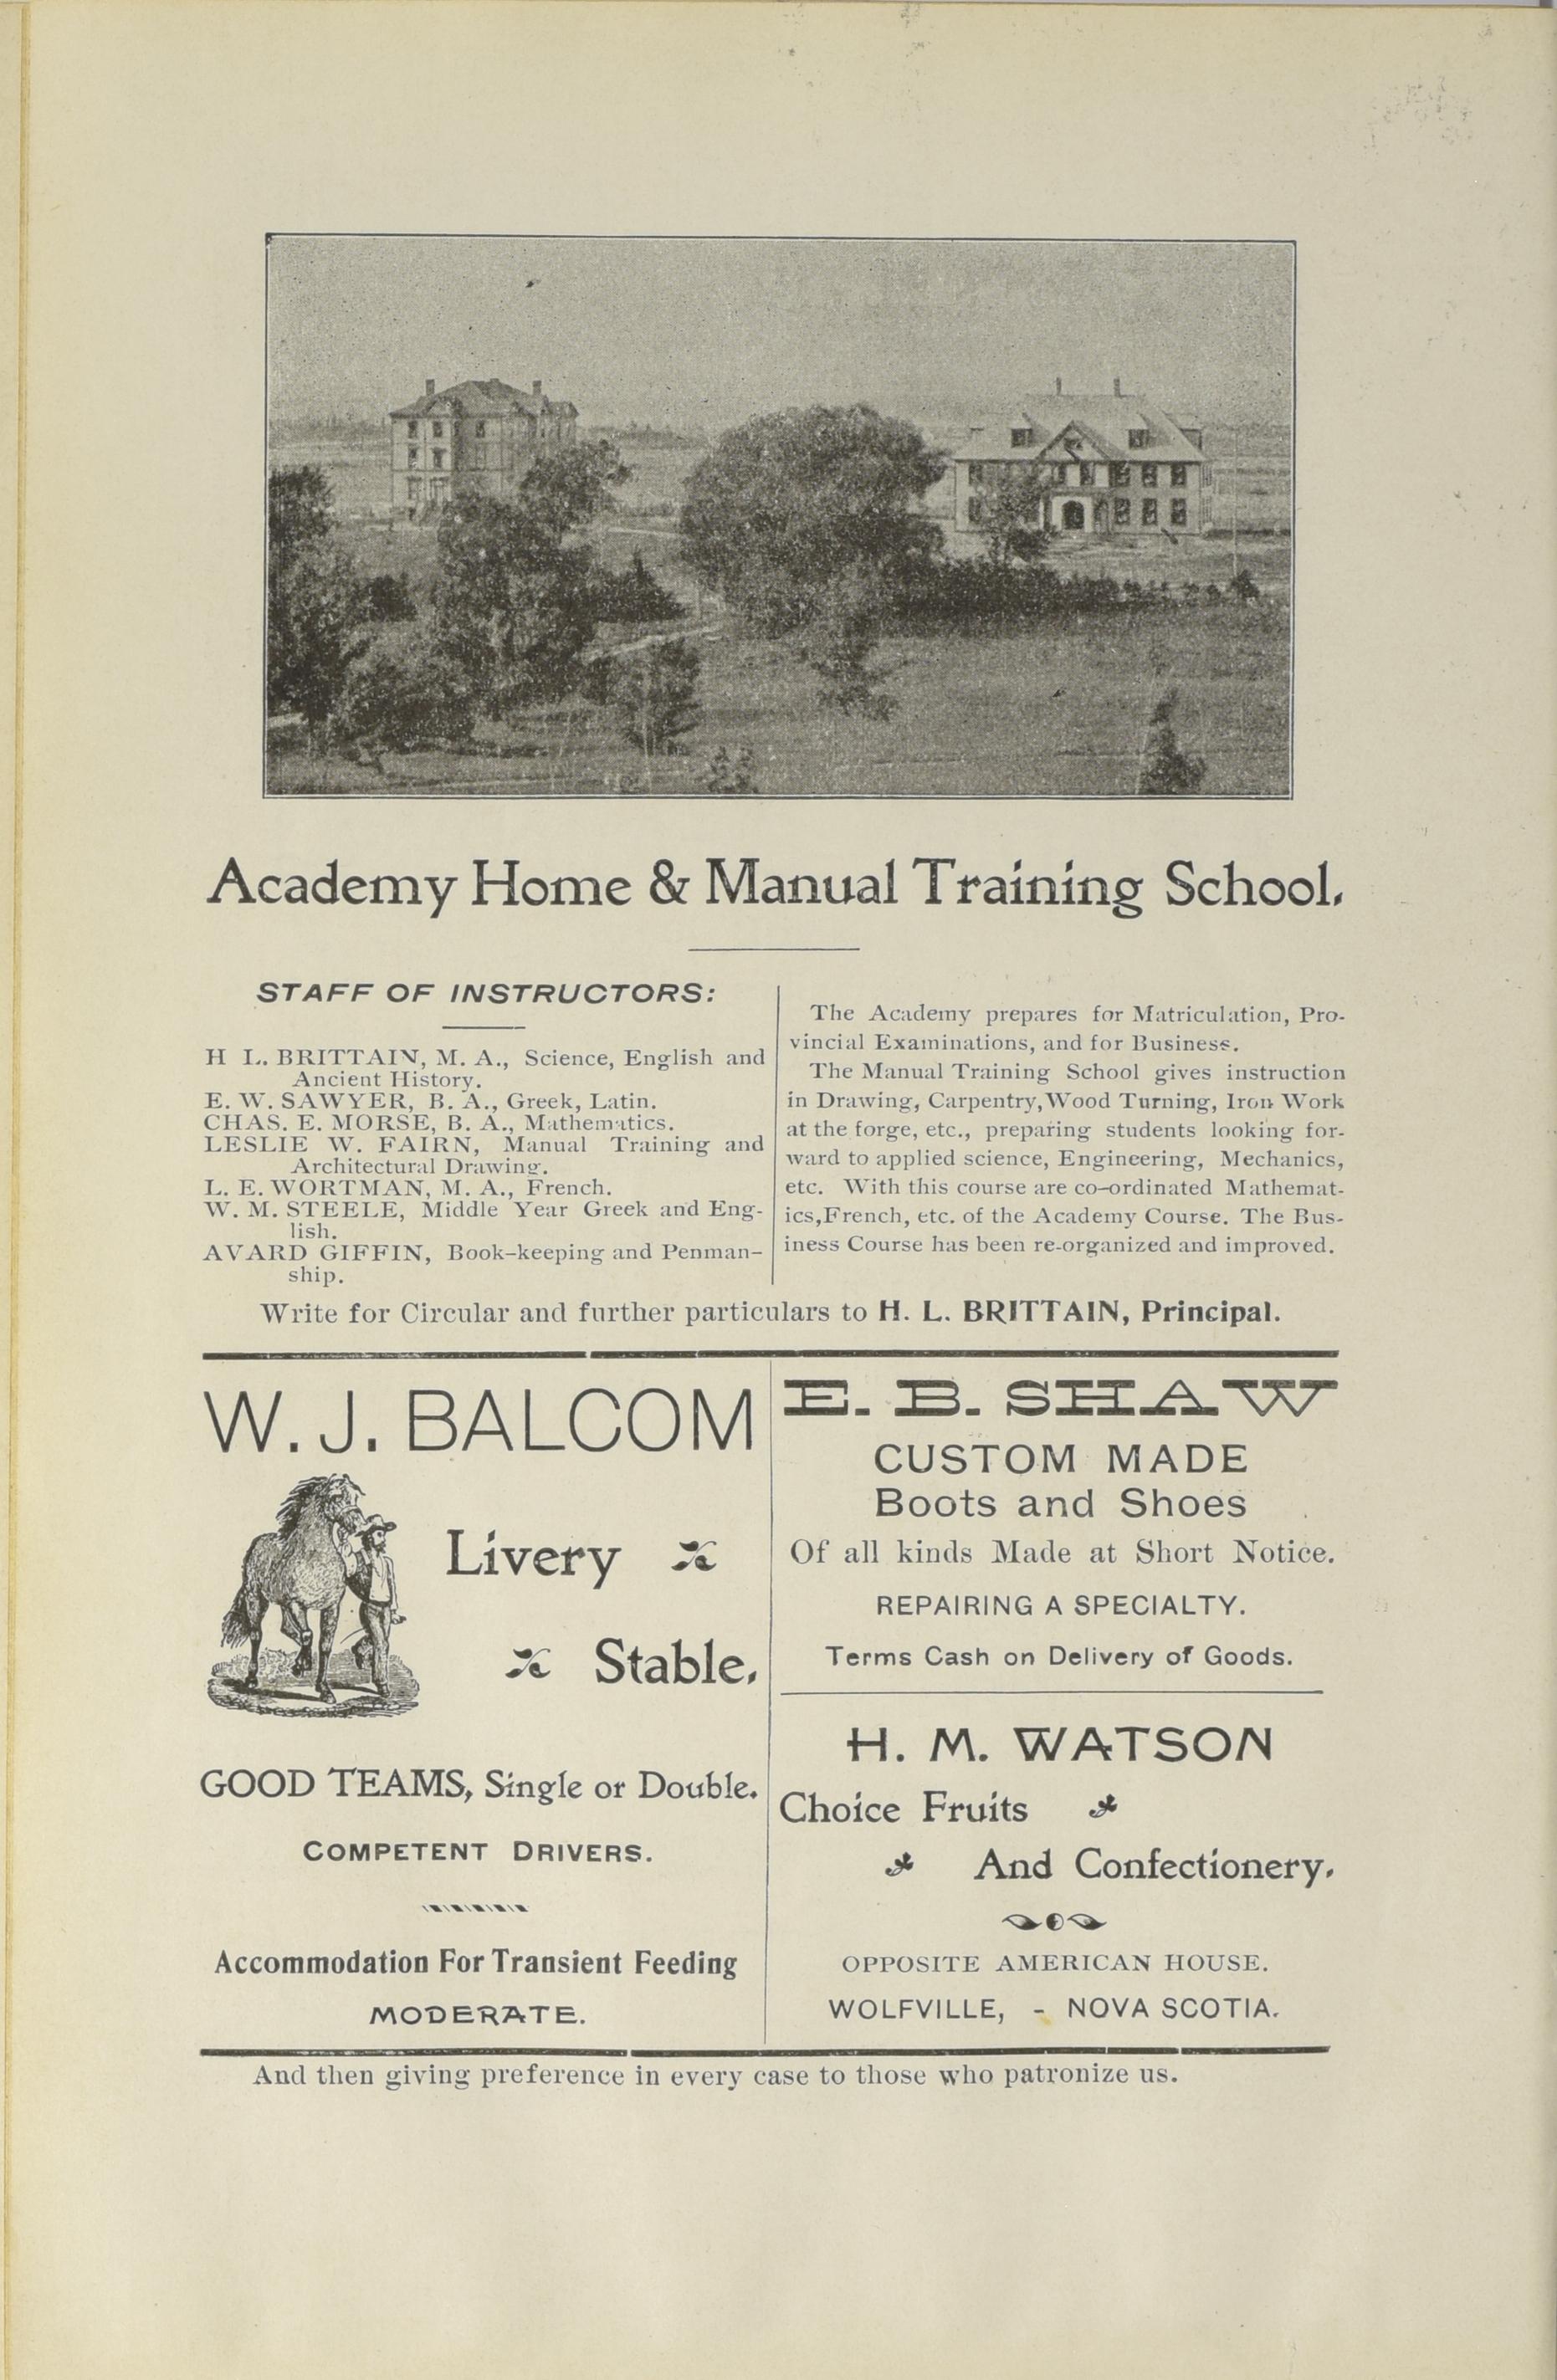 Academy Home & Manual Training School.
STAFF OF INSTRUCTORS:
H L. BRITTAIN, M. A., Science, English and
Ancient History.
E. W. SAWYER, B. A., Greek, Latin.
CHAS. E. MORSE, B. A., Mathematics.
LESLIE W. FAIRN, Manual Training and
Architectural Drawing.
L. E. WORTMAN, M. A., French.
W. M. STEELE, Middle Year Greek and Eng-
lish.
AVARD GIFFIN, Book-keeping and Penman-
ship.
The Academy prepares for Matriculation, Pro-
vincial Examinations, and for Business.
The Manual Training School gives instruction
in Drawing, Carpentry, Wood Turning, Iron Work
at the forge, etc., preparing students looking for-
ward to applied science, Engineering, Mechanics,
etc. With this course are co-ordinated Mathemat-
ics, French, etc. of the Academy Course. The Bus-
iness Course has been re-organized and improved.
Write for Circular and further particulars to H. L. BRITTAIN, Principal.
W. J. BALCOM
Livery
Stable.
GOOD TEAMS, Single or Double.
COMPETENT DRIVERS.
Accommodation For Transient Feeding
MODERATE.
E. B. SHAW
CUSTOM MADE
Boots and Shoes
Of all kinds Made at Short Notice.
REPAIRING A SPECIALTY.
Terms Cash on Delivery of Goods.
H. M. WATSON
Choice Fruits
And Confectionery.
OPPOSITE AMERICAN HOUSE.
WOLFVILLE, - NOVA SCOTIA.
And then giving preference in every case to those who patronize us.